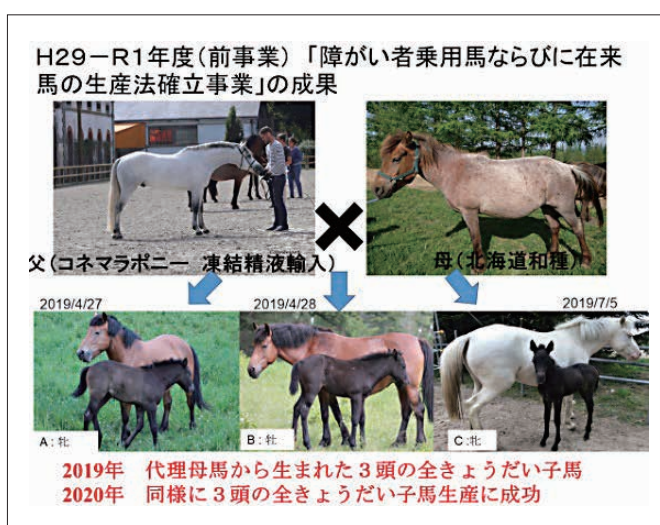 H29－R1年度(前事業)「障がい者乗用馬ならびに在来
馬の生産法確立事業」の成果
父(コネマラポニー　凍結精液輸入)
母(北海道和種)
2019/4/27
2019/4/28
2019/7/5
A：牝
B：牝
C：牝
2019年　代理母馬から生まれた３頭の全きょうだい子馬
2020年　同様に３頭の全きょうだい子馬生産に成功